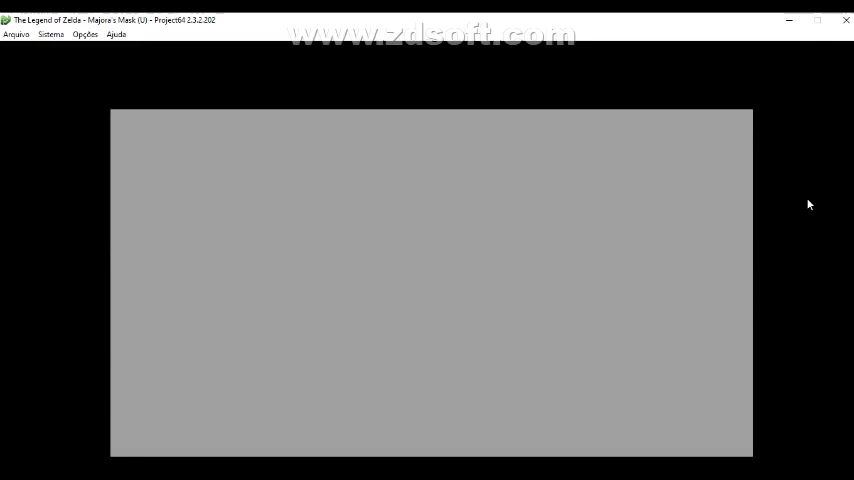 The Legend of Zelda - Majora's Mask (U) - Project64 2.3.2.202
Arquivo Sistema Opções Ajuda
www.zdsoft.com